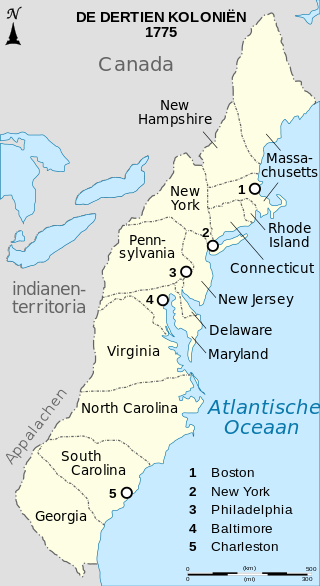 N
DE DERTIEN KOLONIËN
1775
Canada
New
Hampshire
Massa-
chusetts
1
New
York
2
Rhode
Island
Connecticut
Penn-
sylvania
3
New Jersey
indianen-
territoria
4
Delaware
Maryland
Virginia
North Carolina
Atlantische
Oceaan
Appalachen
South
Carolina
5
Georgia
1 Boston
2 New York
3 Philadelphia
4 Baltimore
5 Charleston
0 (km) 500
0 (mi) 300